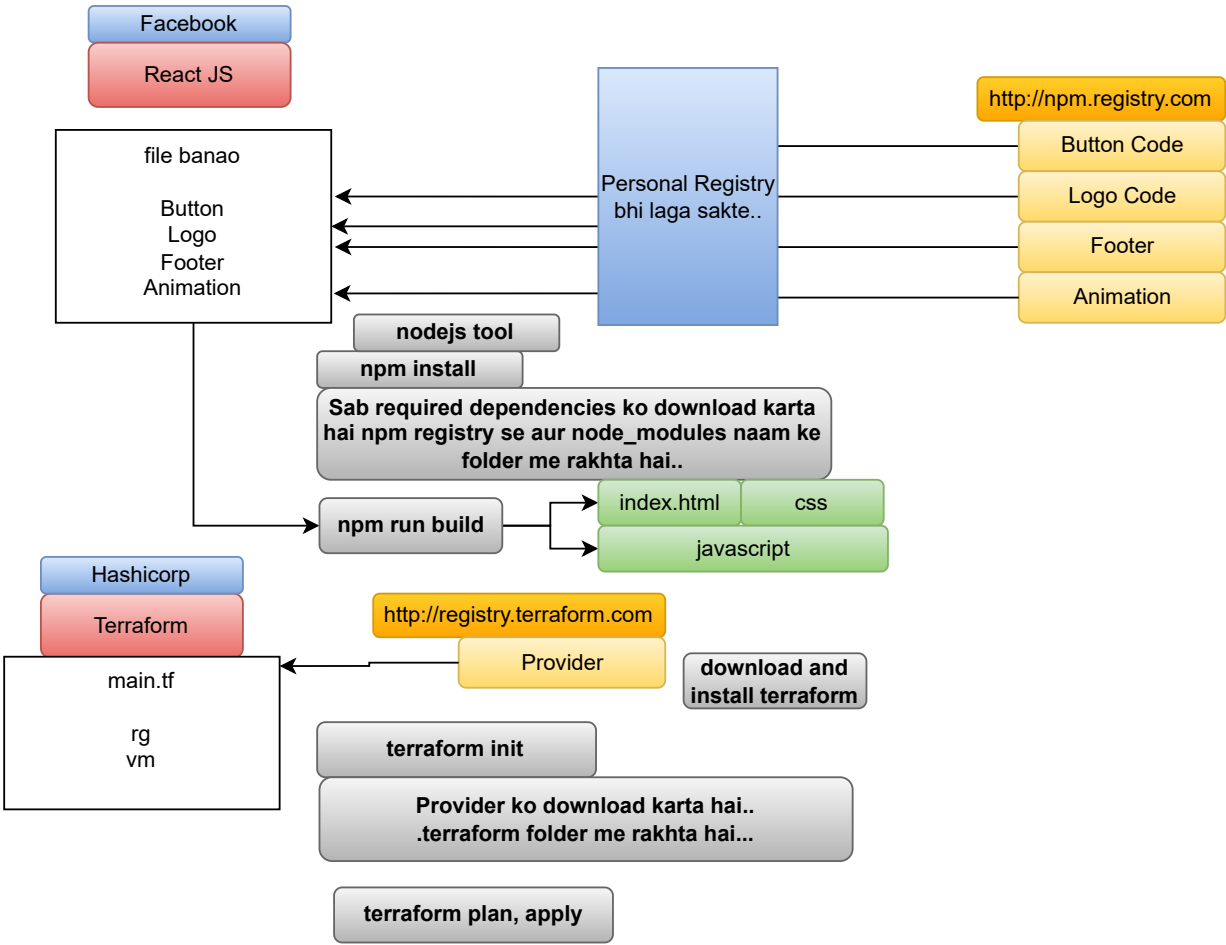 Facebook
React JS
file banao
Button
Logo
Footer
Animation
Personal Registry
bhi laga sakte..
http://npm.registry.com
Button Code
Logo Code
Footer
Animation
nodejs tool
npm install
Sab required dependencies ko download karta
hai npm registry se aur node_modules naam ke
folder me rakhta hai..
npm run build
index.html
css
javascript
Hashicorp
Terraform
main.tf
rg
vm
http://registry.terraform.com
Provider
download and
install terraform
terraform init
Provider ko download karta hai..
.terraform folder me rakhta hai...
terraform plan, apply